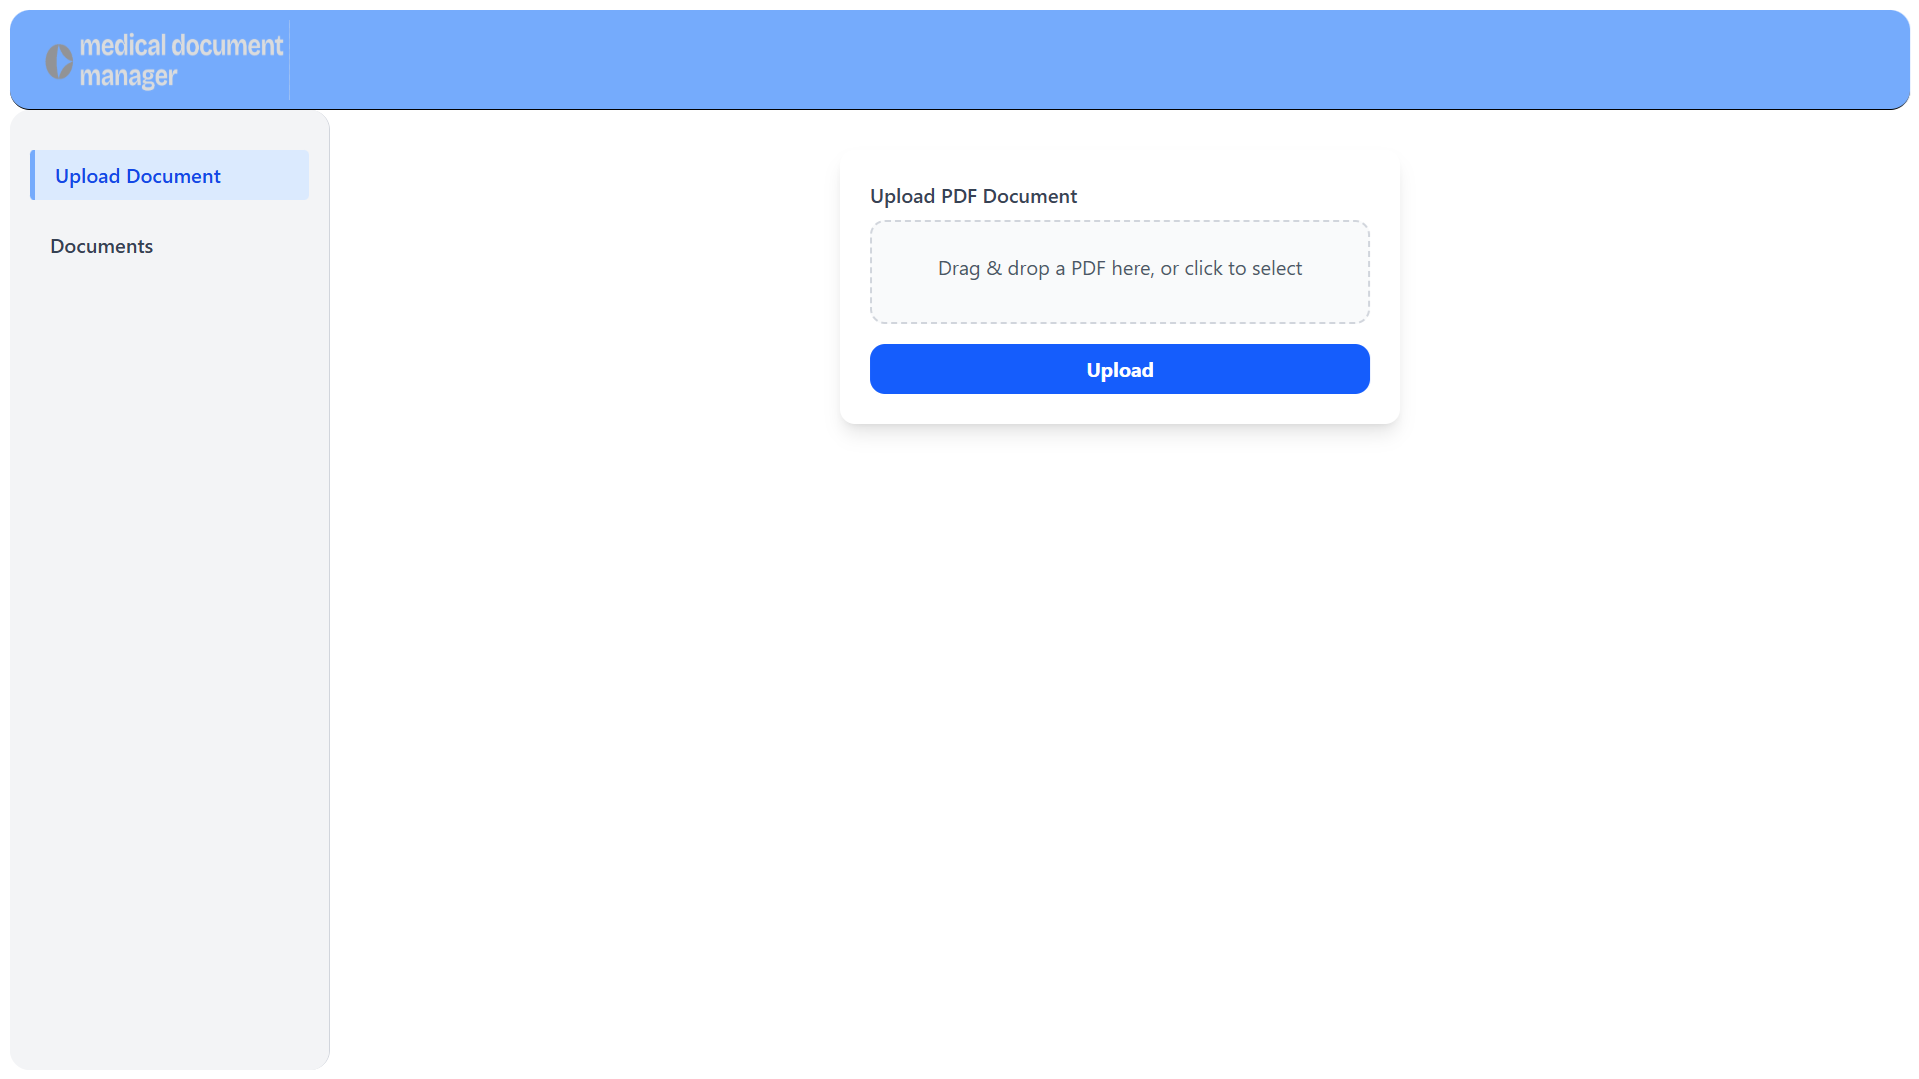 medical document
manager
Upload Document
Documents
Upload PDF Document
Drag & drop a PDF here, or click to select
Upload